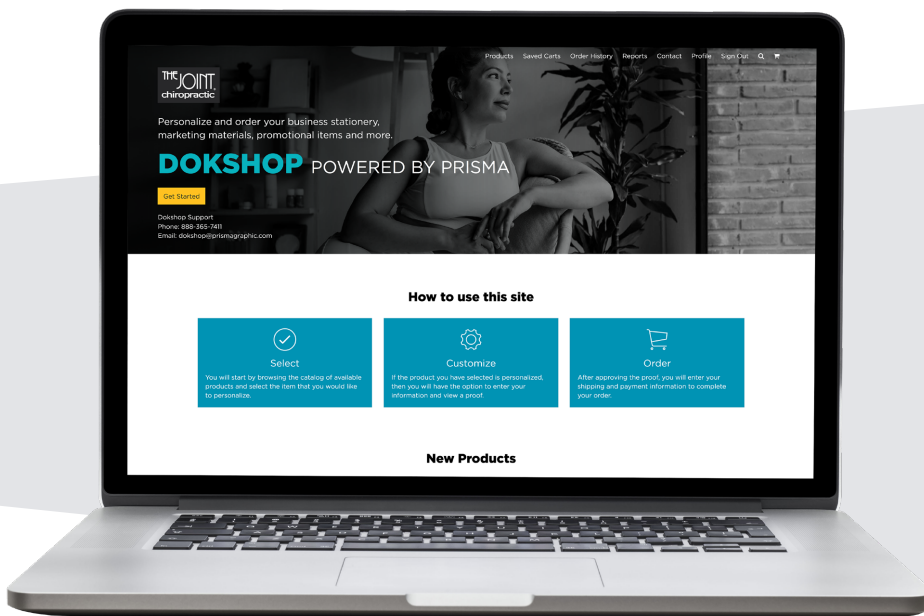 Products Saved Carts Order History Reports Contact Profile Sign Out
THE JOINT
chiropractic
Personalize and order your business stationery,
marketing materials, promotional items and more.
DOKSHOP POWERED BY PRISMA
Get Started
Dokshop Support
Phone: 888-365-7411
Email: dokshop@prismagraphic.com
How to use this site
Select
You will start by browsing the catalog of available
products and select the item that you would like
to personalize.
Customize
If the product you have selected is personalized,
then you will have the option to enter your
information and view a proof.
Order
After approving the proof, you will enter your
shipping and payment information to complete
your order.
New Products